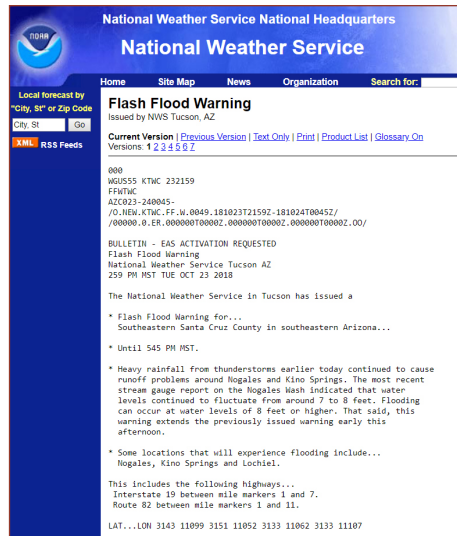 NOAA
National Weather Service National Headquarters
National Weather Service
Home Site Map News Organization Search for:
Local forecast by
"City, St" or Zip Code
City, St Go
XML RSS Feeds
Flash Flood Warning
Issued by NWS Tucson, AZ
Current Version | Previous Version | Text Only | Print | Product List | Glossary On
Versions: 1 2 3 4 5 6 7
000
WGUS55 KTWC 232159
FFWTWC
AZC023-240045-
/O.NEW.KTWC.FF.W.0049.181023T2159Z-181024T0045Z/
/00000.0.ER.000000T0000Z.000000T0000Z.000000T0000Z.OO/
BULLETIN - EAS ACTIVATION REQUESTED
Flash Flood Warning
National Weather Service Tucson AZ
259 PM MST TUE OCT 23 2018
The National Weather Service in Tucson has issued a
* Flash Flood Warning for...
Southeastern Santa Cruz County in southeastern Arizona...
* Until 545 PM MST.
* Heavy rainfall from thunderstorms earlier today continued to cause
runoff problems around Nogales and Kino Springs. The most recent
stream gauge report on the Nogales Wash indicated that water
levels continued to fluctuate from around 7 to 8 feet. Flooding
can occur at water levels of 8 feet or higher. That said, this
warning extends the previously issued warning early this
afternoon.
* Some locations that will experience flooding include...
Nogales, Kino Springs and Lochiel.
This includes the following highways...
Interstate 19 between mile markers 1 and 7.
Route 82 between mile markers 1 and 11.
LAT...LON 3143 11099 3151 11052 3133 11062 3133 11107